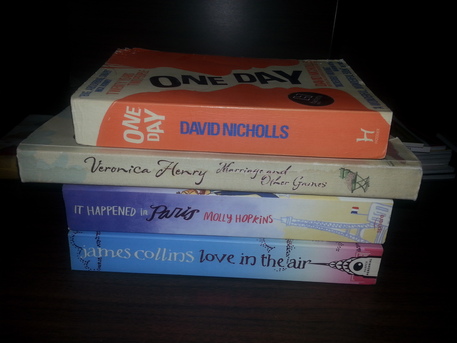 ONE DAY
ONE
DAY
DAVID NICHOLLS
Veronica Henry Marriage and
Other Games
IT HAPPENED in Paris MOLLY HOPKINS
james collins love in the air